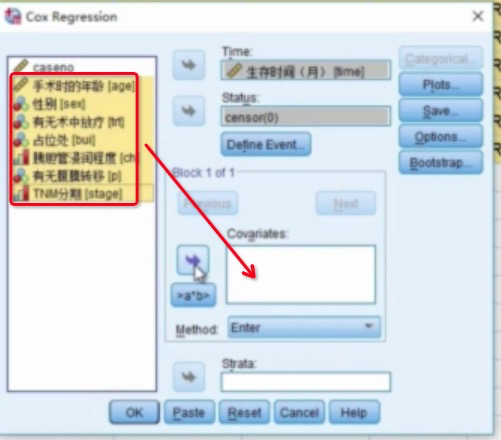 Cox Regression
caseno
手术时的年龄 [age]
性别 [sex]
有无术中放疗 [trt]
占位处 [bui]
胰胆管浸润程度 [ch
有无腹膜转移 [p]
TNM分期 [stage]
Time:
生存时间（月）[time]
Status:
censor(0)
Define Event...
Block 1 of 1
Previous
Next
Covariates:
>a*b>
Method:
Enter
Strata:
Categorical...
Plots...
Save...
Options...
Bootstrap...
OK
Paste
Reset
Cancel
Help